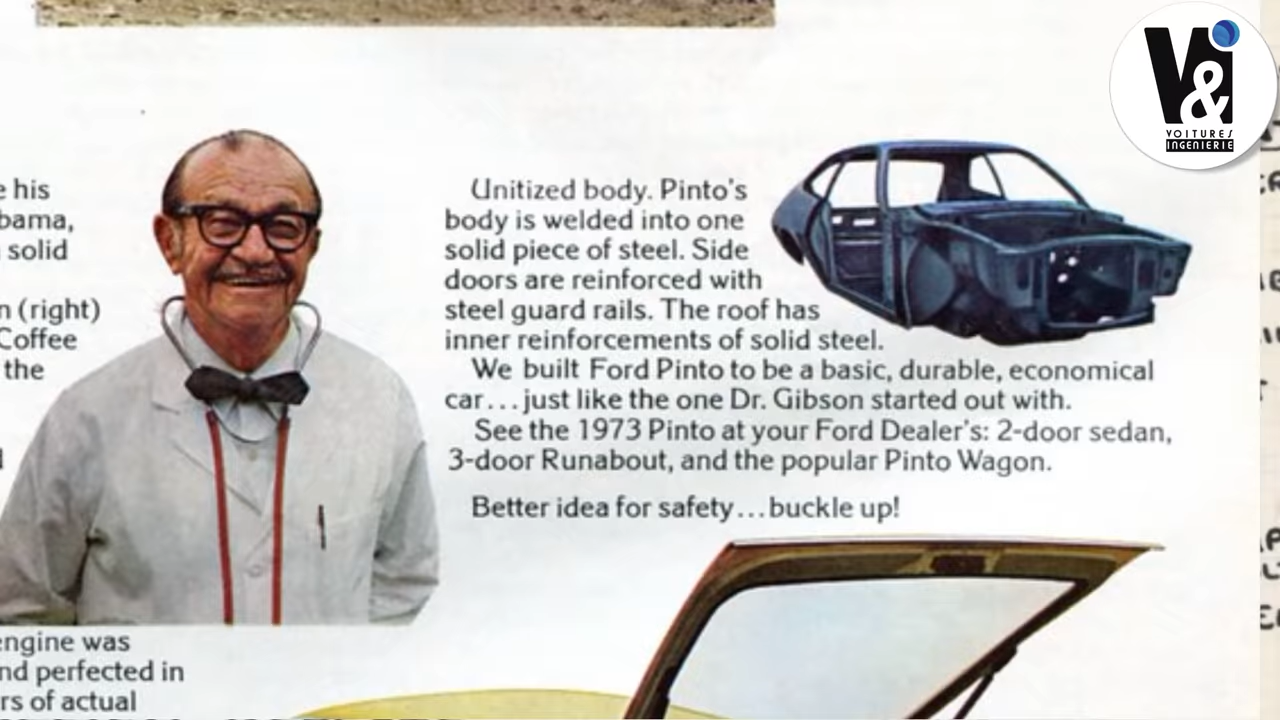 V&i
VOITURES
INGENIERIE
e his
bama,
solid
n (right)
Coffee
the
Unitized body. Pinto's
body is welded into one
solid piece of steel. Side
doors are reinforced with
steel guard rails. The roof has
inner reinforcements of solid steel.
We built Ford Pinto to be a basic, durable, economical
car...just like the one Dr. Gibson started out with.
See the 1973 Pinto at your Ford Dealer's: 2-door sedan,
3-door Runabout, and the popular Pinto Wagon.
Better idea for safety...buckle up!
engine was
nd perfected in
rs of actual